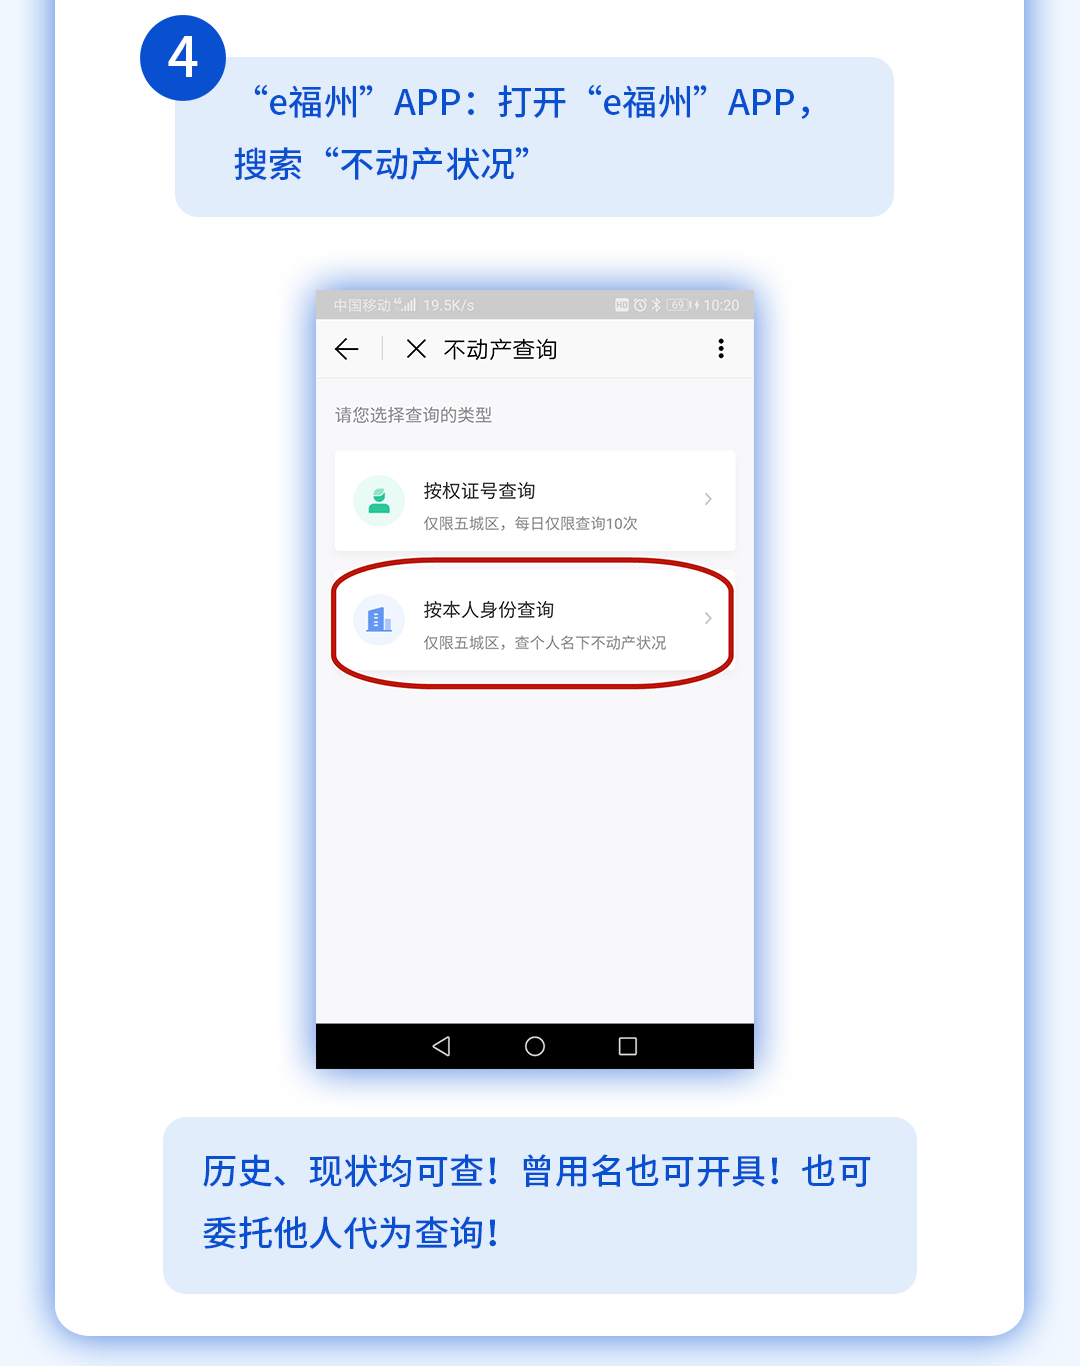 4
“e福州”APP：打开“e福州”APP，
搜索“不动产状况”
中国移动 4G 19.5K/s HD 69 10:20
不动产查询
请您选择查询的类型
按权证号查询
仅限五城区，每日仅限查询10次
按本人身份查询
仅限五城区，查个人名下不动产状况
历史、现状均可查！曾用名也可开具！也可
委托他人代为查询！